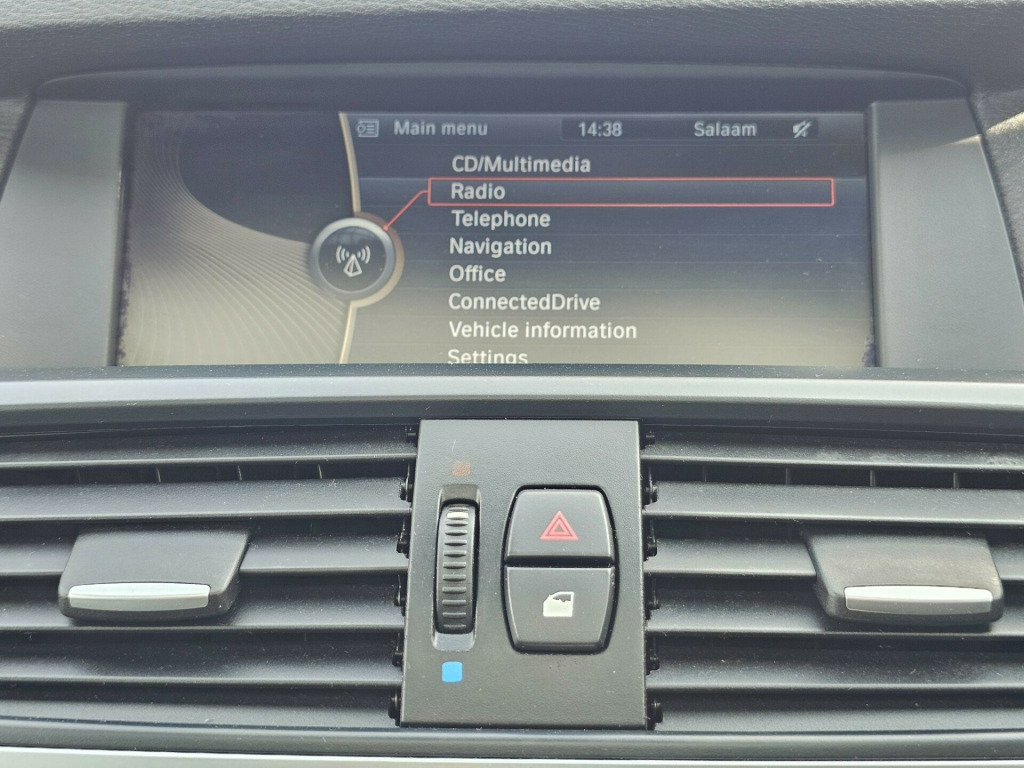 Main menu 14:38 Salaam
CD/Multimedia
Radio
Telephone
Navigation
Office
ConnectedDrive
Vehicle information
Settings